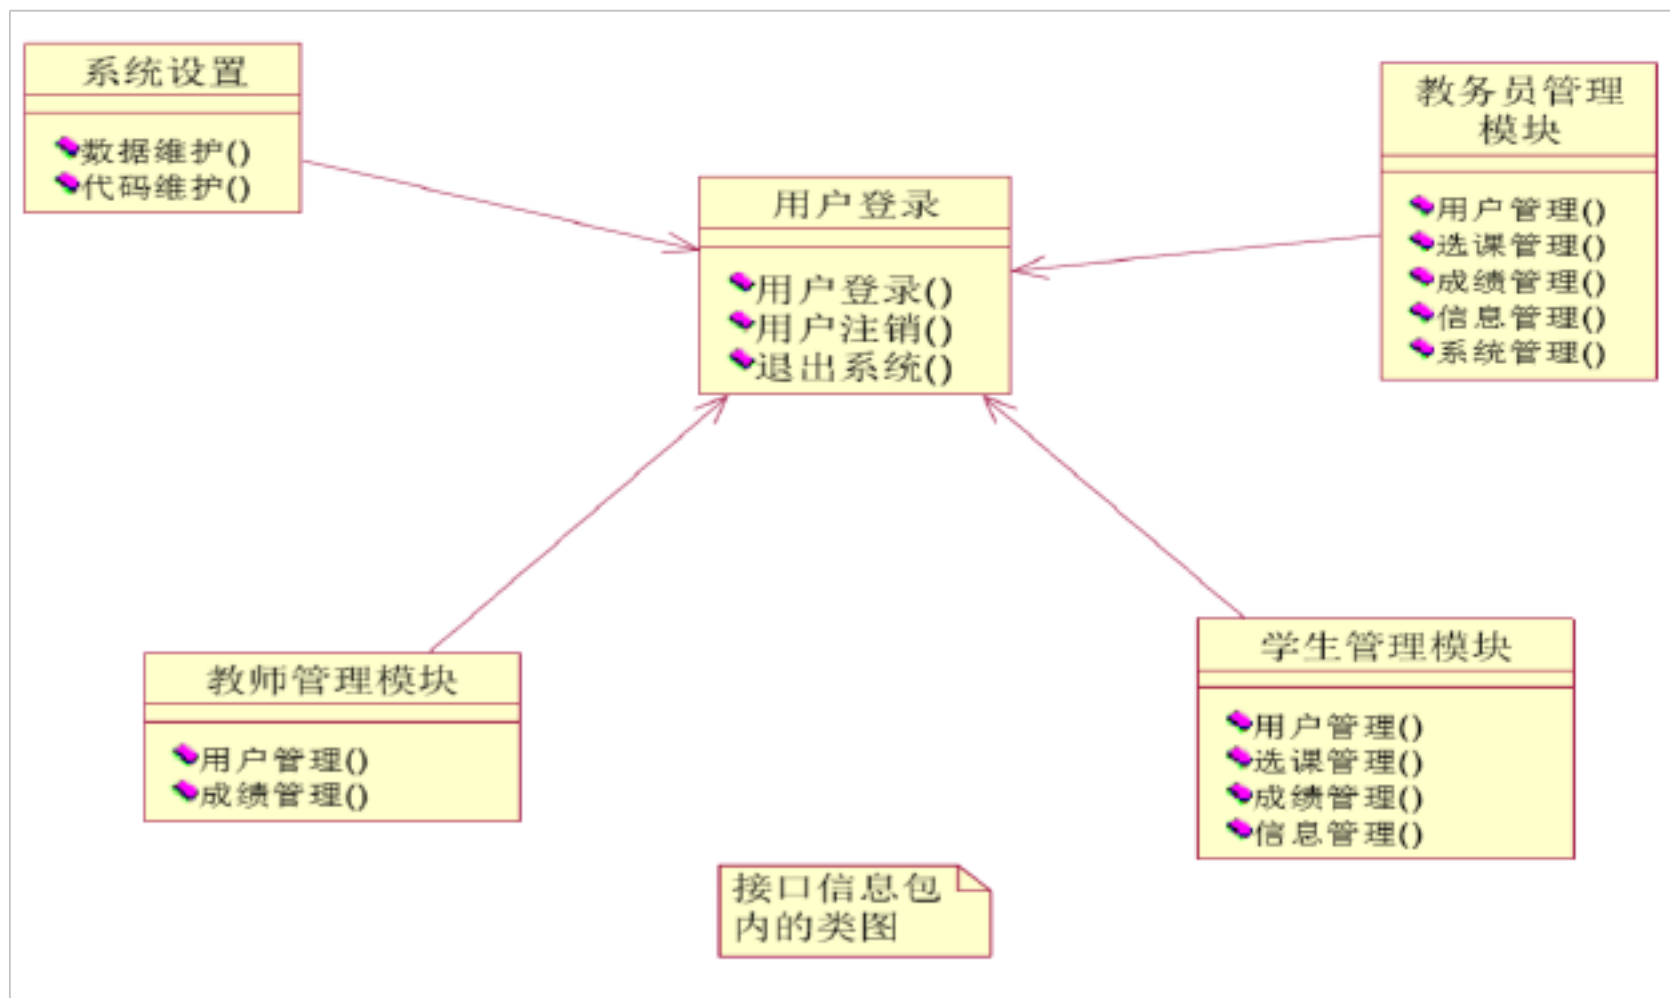 系统设置
数据维护()
代码维护()
教务员管理
模块
用户管理()
选课管理()
成绩管理()
信息管理()
系统管理()
用户登录
用户登录()
用户注销()
退出系统()
教师管理模块
用户管理()
成绩管理()
学生管理模块
用户管理()
选课管理()
成绩管理()
信息管理()
接口信息包
内的类图